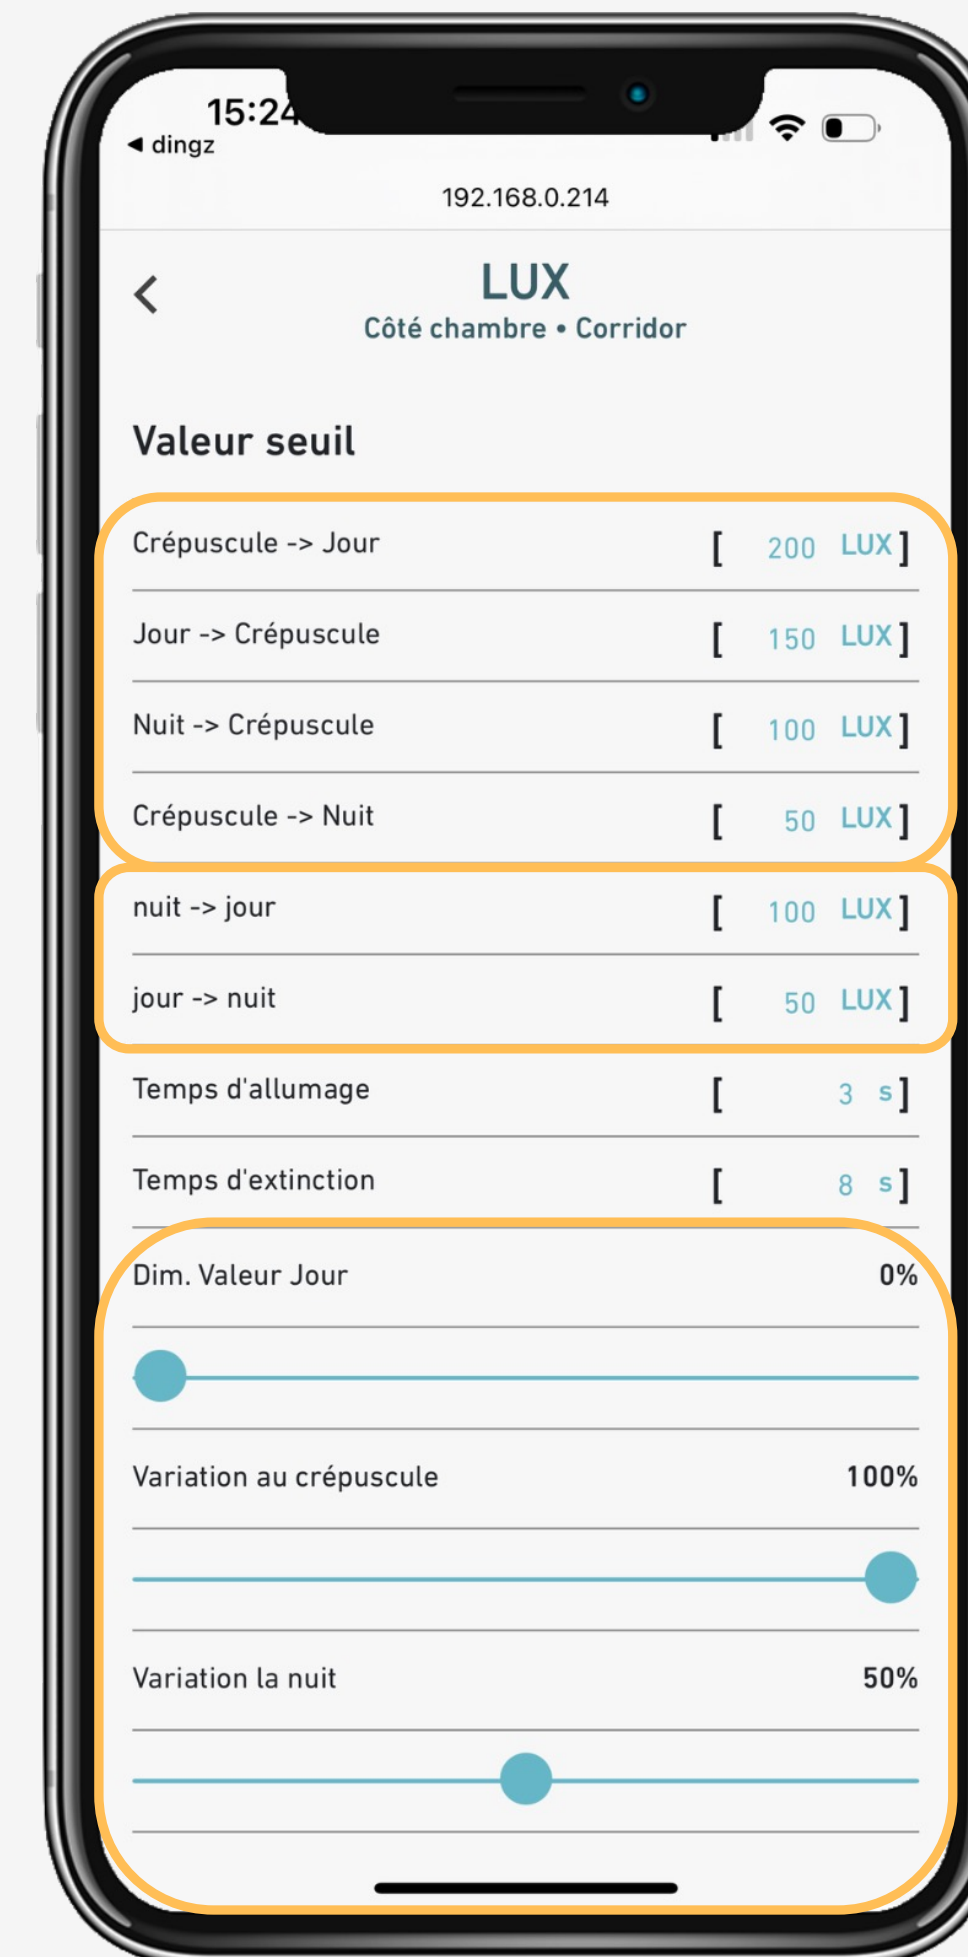 15:24
◀ dingz
192.168.0.214
LUX
Côté chambre • Corridor
Valeur seuil
Crépuscule -> Jour [ 200 LUX ]
Jour -> Crépuscule [ 150 LUX ]
Nuit -> Crépuscule [ 100 LUX ]
Crépuscule -> Nuit [ 50 LUX ]
nuit -> jour [ 100 LUX ]
jour -> nuit [ 50 LUX ]
Temps d'allumage [ 3 s ]
Temps d'extinction [ 8 s ]
Dim. Valeur Jour 0%
Variation au crépuscule 100%
Variation la nuit 50%